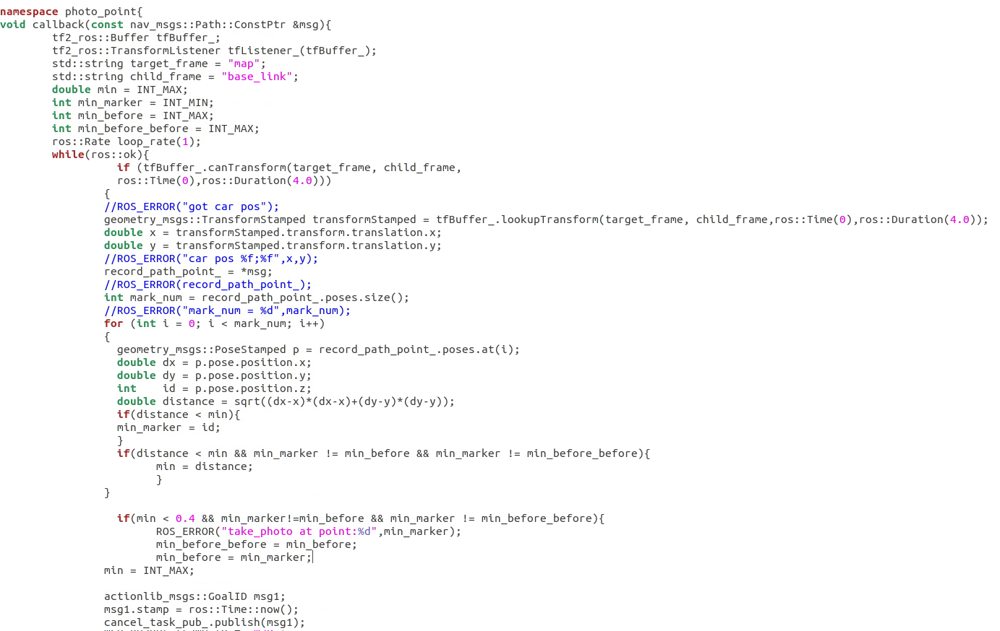 namespace photo_point{
void callback(const nav_msgs::Path::ConstPtr &msg){
tf2_ros::Buffer tfBuffer_;
tf2_ros::TransformListener tfListener_(tfBuffer_);
std::string target_frame = "map";
std::string child_frame = "base_link";
double min = INT_MAX;
int min_marker = INT_MIN;
int min_before = INT_MAX;
int min_before_before = INT_MAX;
ros::Rate loop_rate(1);
while(ros::ok){
if (tfBuffer_.canTransform(target_frame, child_frame,
ros::Time(0),ros::Duration(4.0)))
{
//ROS_ERROR("got car pos");
geometry_msgs::TransformStamped transformStamped = tfBuffer_.lookupTransform(target_frame, child_frame,ros::Time(0),ros::Duration(4.0));
double x = transformStamped.transform.translation.x;
double y = transformStamped.transform.translation.y;
//ROS_ERROR("car pos %f;%f",x,y);
record_path_point_ = *msg;
//ROS_ERROR(record_path_point_);
int mark_num = record_path_point_.poses.size();
//ROS_ERROR("mark_num = %d",mark_num);
for (int i = 0; i < mark_num; i++)
{
geometry_msgs::PoseStamped p = record_path_point_.poses.at(i);
double dx = p.pose.position.x;
double dy = p.pose.position.y;
int    id = p.pose.position.z;
double distance = sqrt((dx-x)*(dx-x)+(dy-y)*(dy-y));
if(distance < min){
min_marker = id;
}
if(distance < min && min_marker != min_before && min_marker != min_before_before){
min = distance;
}
}
if(min < 0.4 && min_marker!=min_before && min_marker != min_before_before){
ROS_ERROR("take_photo at point:%d",min_marker);
min_before_before = min_before;
min_before = min_marker;
min = INT_MAX;
actionlib_msgs::GoalID msg1;
msg1.stamp = ros::Time::now();
cancel_task_pub_.publish(msg1);